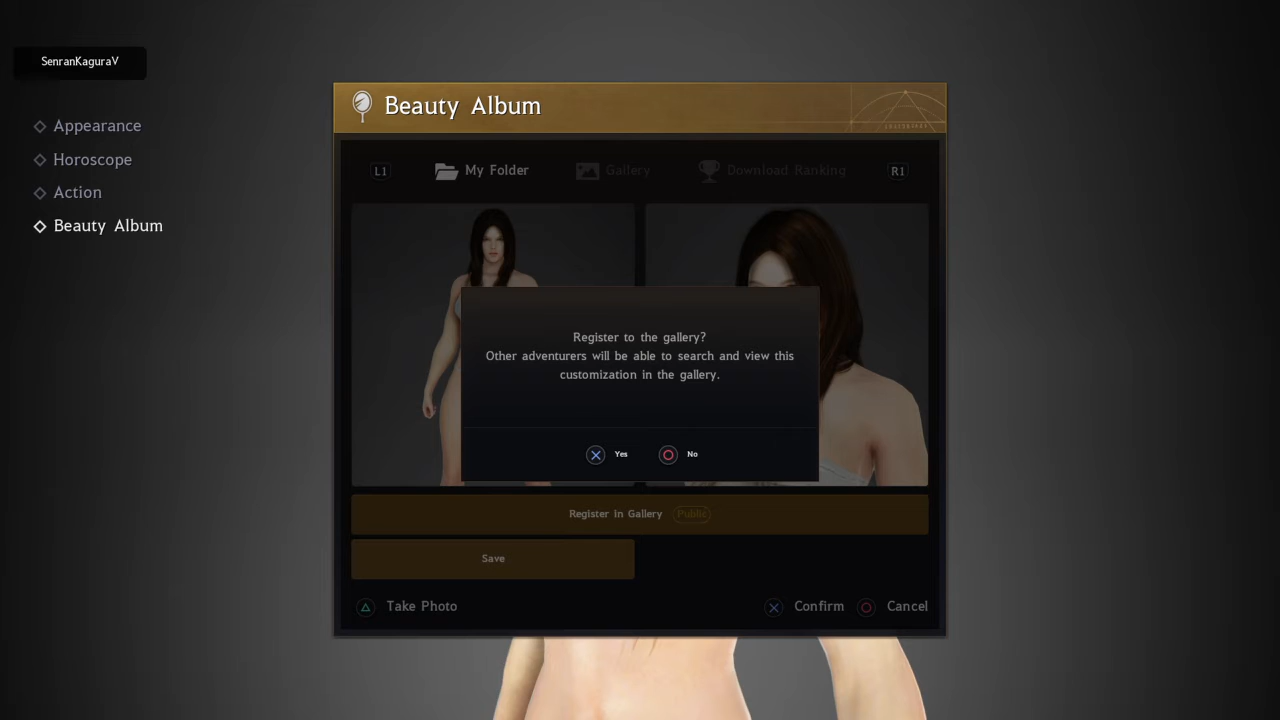 SenranKaguraV
Beauty Album
Appearance
Horoscope
Action
Beauty Album
L1
My Folder
Gallery
Download Ranking
R1
Register to the gallery?
Other adventurers will be able to search and view this
customization in the gallery.
Yes
No
Register in Gallery Public
Save
Take Photo
Confirm
Cancel